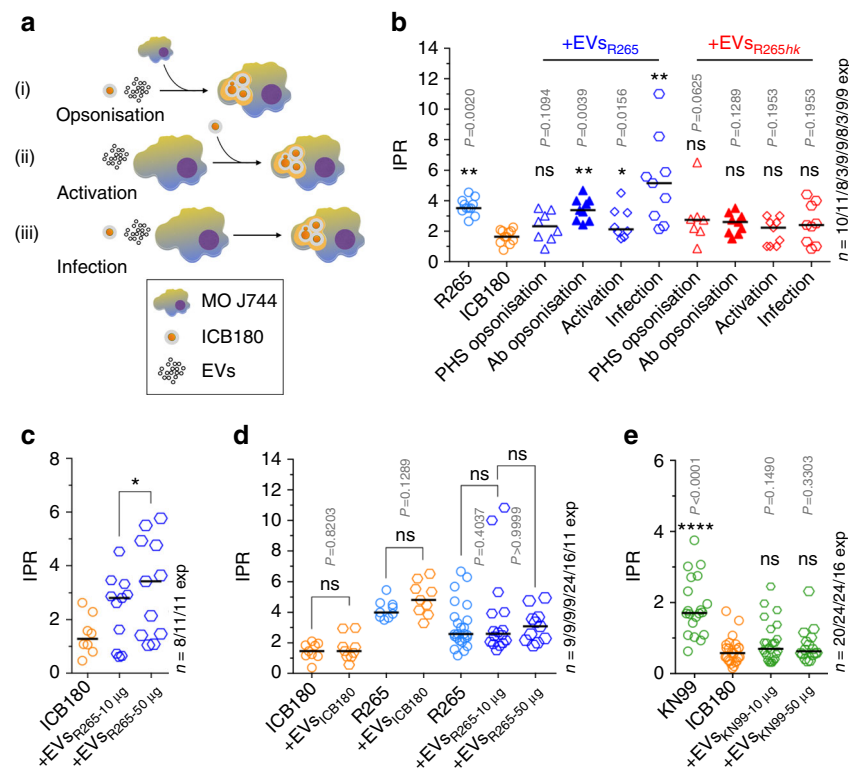 a
(i)
Opsonisation
(ii)
Activation
(iii)
Infection
MO J744
ICB180
EVs
b
+EVsR265
+EVsR265hk
IPR
14
12
10
8
6
4
2
0
P=0.0020
**
P=0.1094
ns
P=0.0039
**
P=0.0156
*
**
P=0.0625
ns
P=0.1289
ns
P=0.1953
ns
P=0.1953
ns
R265
ICB180
PHS opsonisation
Ab opsonisation
Activation
Infection
PHS opsonisation
Ab opsonisation
Activation
Infection
n = 10/11/8/3/9/9/8/3/9/9 exp
c
IPR
8
6
4
2
0
*
ICB180
+EVsR265-10 µg
+EVsR265-50 µg
n = 8/11/11 exp
d
IPR
14
12
10
8
6
4
2
0
P=0.8203
ns
P=0.1289
ns
ns
P=0.4037
ns
P>0.9999
ICB180
+EVsICB180
R265
+EVsICB180
R265
+EVsR265-10 µg
+EVsR265-50 µg
n = 9/9/9/9/24/16/11 exp
e
IPR
6
4
2
0
P<0.0001
****
P=0.1490
ns
P=0.3303
ns
KN99
ICB180
+EVsKN99-10 µg
+EVsKN99-50 µg
n = 20/24/24/16 exp